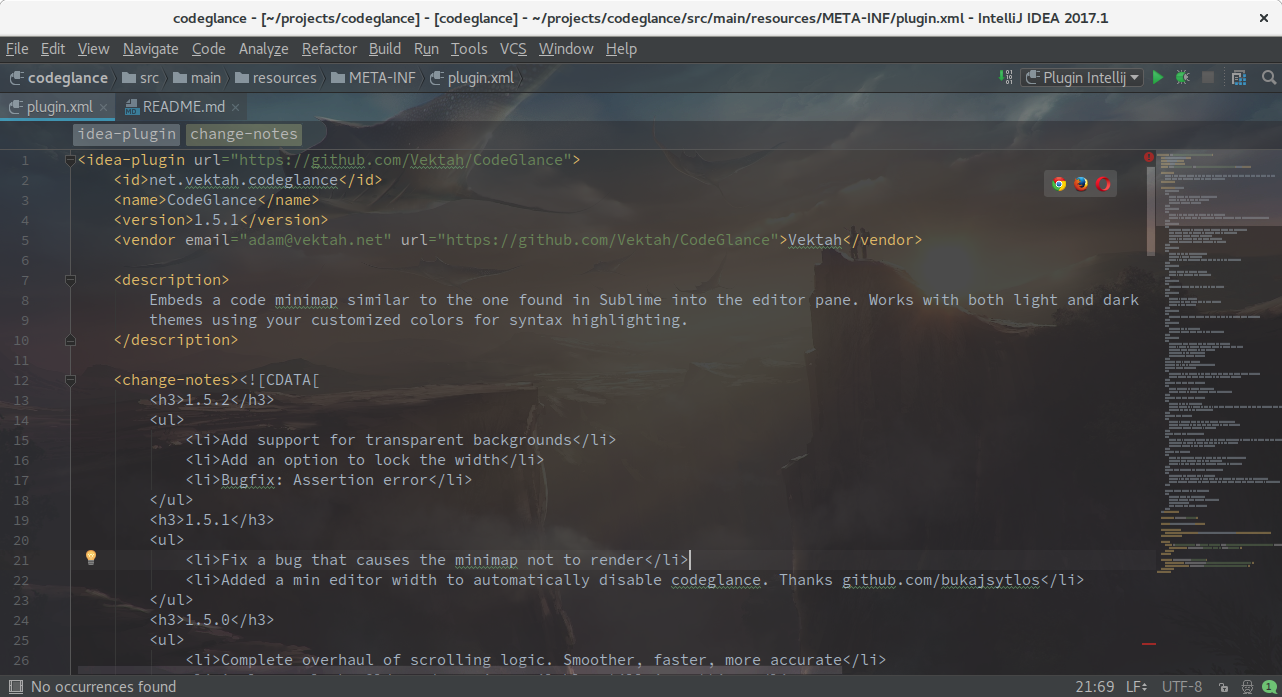 codeglance - [~/projects/codeglance] - [codeglance] - ~/projects/codeglance/src/main/resources/META-INF/plugin.xml - IntelliJ IDEA 2017.1
File Edit View Navigate Code Analyze Refactor Build Run Tools VCS Window Help
codeglance src main resources META-INF plugin.xml Plugin Intellij
plugin.xml README.md
idea-plugin change-notes
1 <idea-plugin url="https://github.com/Vektah/CodeGlance">
2 <id>net.vektah.codeglance</id>
3 <name>CodeGlance</name>
4 <version>1.5.1</version>
5 <vendor email="adam@vektah.net" url="https://github.com/Vektah/CodeGlance">Vektah</vendor>
6
7 <description>
8 Embeds a code minimap similar to the one found in Sublime into the editor pane. Works with both light and dark
9 themes using your customized colors for syntax highlighting.
10 </description>
11
12 <change-notes><![CDATA[
13 <h3>1.5.2</h3>
14 <ul>
15 <li>Add support for transparent backgrounds</li>
16 <li>Add an option to lock the width</li>
17 <li>Bugfix: Assertion error</li>
18 </ul>
19 <h3>1.5.1</h3>
20 <ul>
21 <li>Fix a bug that causes the minimap not to render</li>
22 <li>Added a min editor width to automatically disable codeglance. Thanks github.com/bukajsytlos</li>
23 </ul>
24 <h3>1.5.0</h3>
25 <ul>
26 <li>Complete overhaul of scrolling logic. Smoother, faster, more accurate</li>
No occurrences found 21:69 LF UTF-8 1